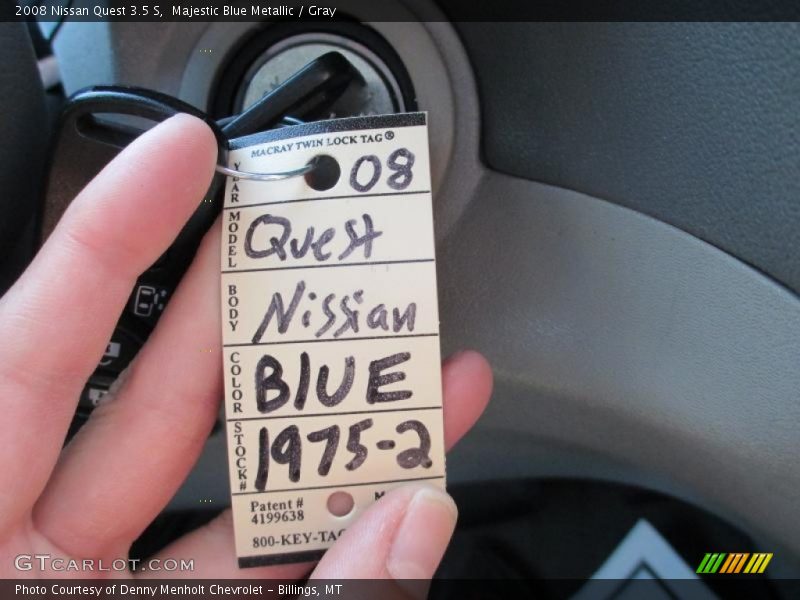 2008 Nissan Quest 3.5 S,  Majestic Blue Metallic / Gray
MACRAY TWIN LOCK TAG®
YEAR 08
MODEL Quest
BODY Nissian
COLOR BLUE
STOCK# 1975-2
Patent # M
4199638
800-KEY-TAG
GTCARLOT.COM
Photo Courtesy of Denny Menholt Chevrolet – Billings, MT